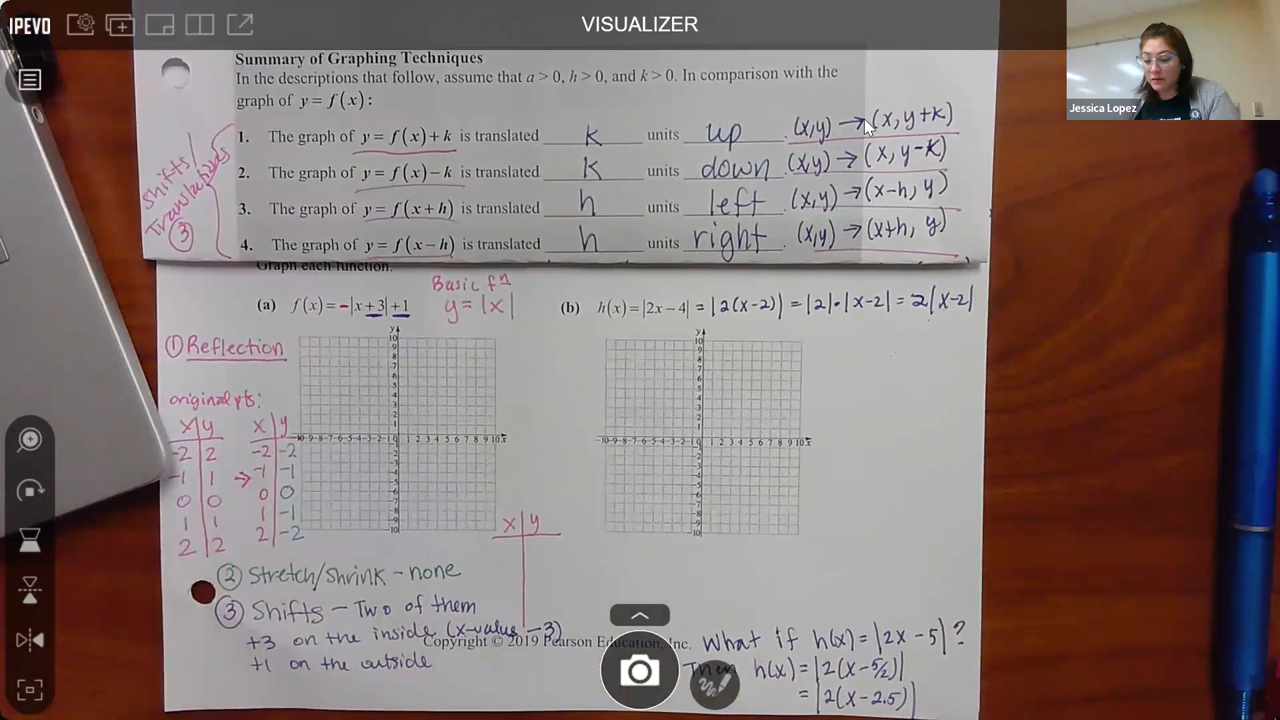 IPEVO
VISUALIZER
Jessica Lopez
Summary of Graphing Techniques
In the descriptions that follow, assume that a > 0, h > 0, and k > 0. In comparison with the
graph of y = f(x):
1. The graph of y = f(x) + k is translated k units up. (x,y) → (x, y+k)
2. The graph of y = f(x) − k is translated k units down (x,y) → (x, y-k)
3. The graph of y = f(x + h) is translated h units left (x,y) → (x-h, y)
4. The graph of y = f(x − h) is translated h units right. (x,y) → (x+h, y)
Shifts/
Translations
③
Graph each function.
Basic fⁿ
(a) f(x) = -|x + 3| + 1 y = |x|
(b) h(x) = |2x − 4| = |2(x-2)| = |2|·|x-2| = 2|x-2|
① Reflection
original pts:
x y x y
-2 2 -2 -2
-1 1 → -1 -1
0 0 0 0
1 1 1 -1
2 2 2 -2
x y
② Stretch/shrink - none
③ Shifts - Two of them
+3 on the inside (x-value -3)
+1 on the outside
Copyright © 2019 Pearson Education, Inc.
What if h(x) = |2x - 5| ?
Then h(x) = |2(x - 5/2)|
= |2(x - 2.5)|